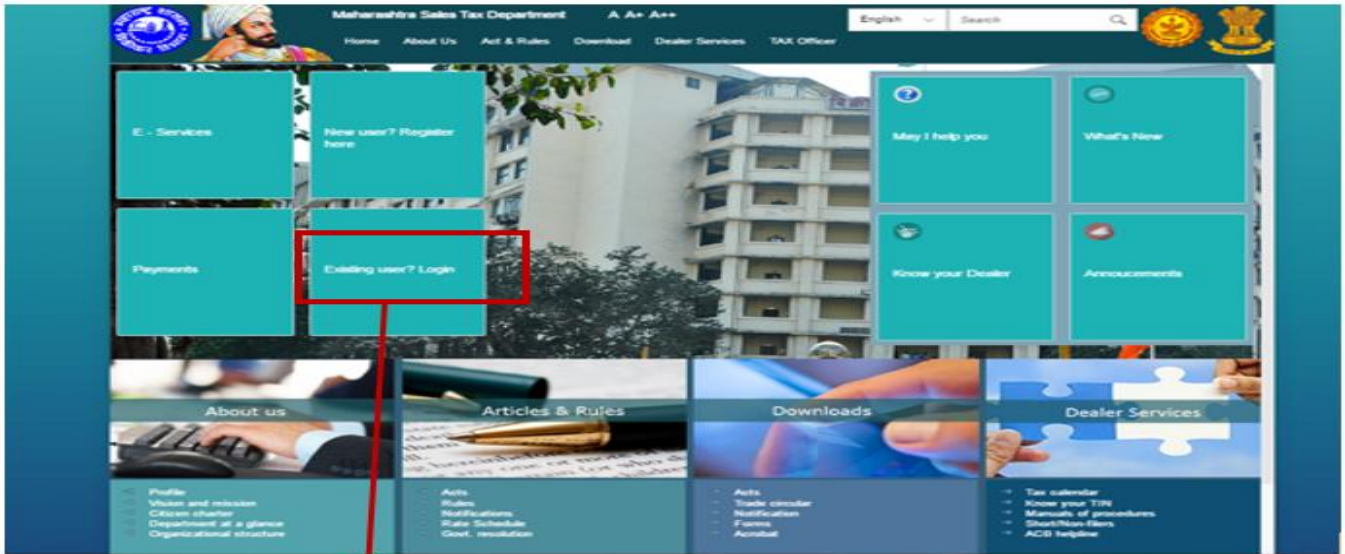 Maharashtra Sales Tax Department A A+ A++
English
Search
Home About Us Act & Rules Download Dealer Services TAX Officer
E - Services
New user? Register
here
Payments
Existing user? Login
May I help you
What's New
Know your Dealer
Annoucements
About us
Profile
Vision and mission
Citizen charter
Department at a glance
Organizational structure
Articles & Rules
Acts
Rules
Notifications
Rate Schedule
Govt. resolution
Downloads
Acts
Trade circular
Notification
Forms
Acrobat
Dealer Services
Tax calendar
Know your TIN
Manuals of procedures
Short/Non-filers
ACB helpline